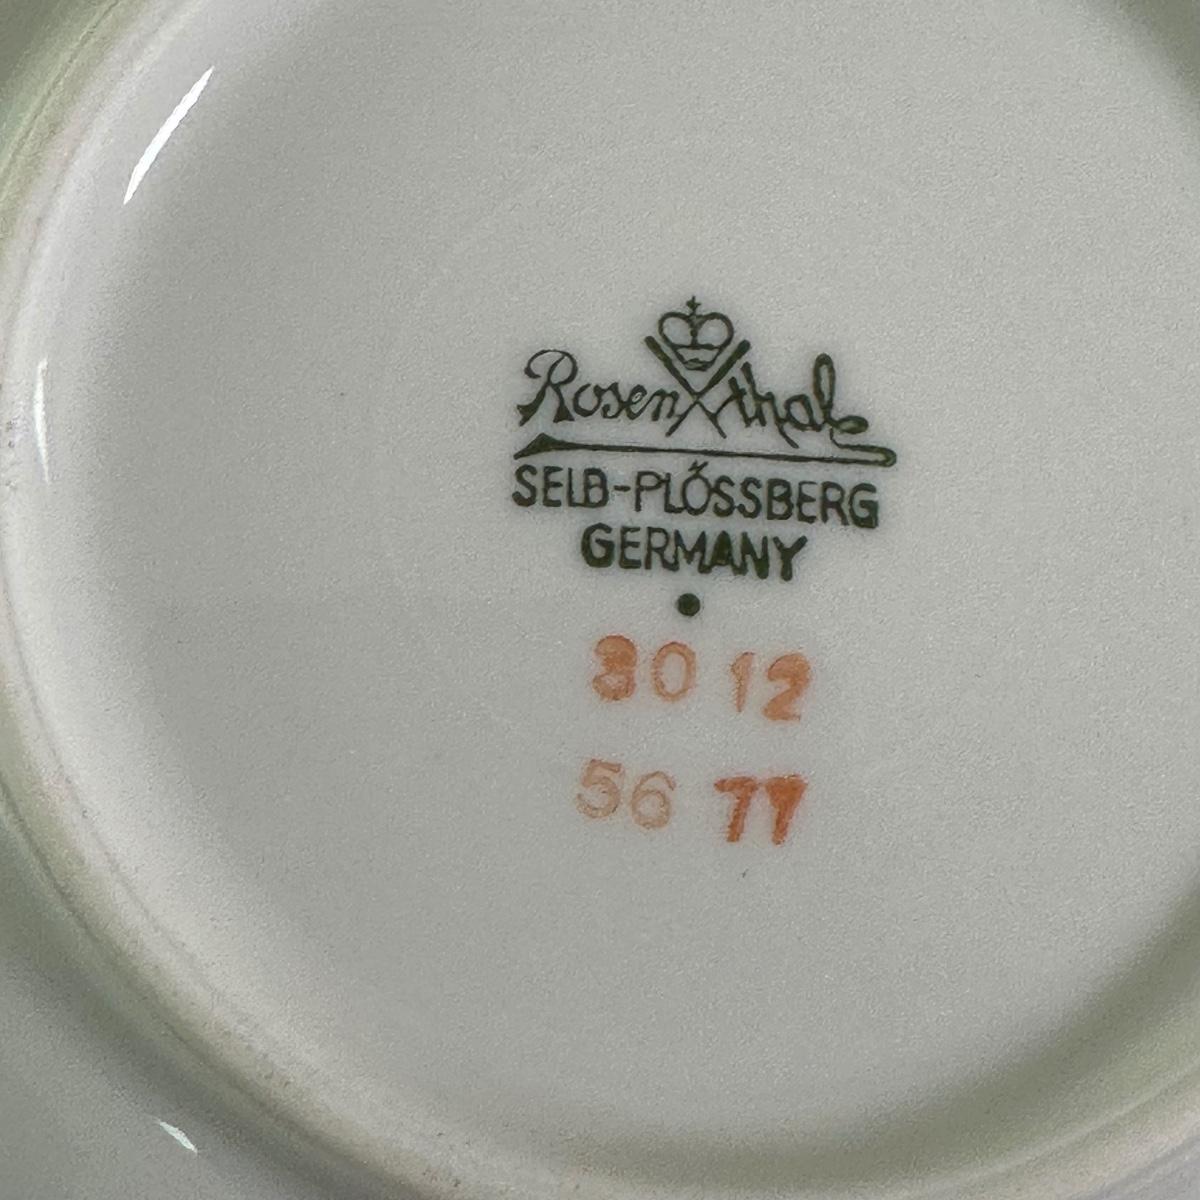 Rosenthal
SELB-PLÖSSBERG
GERMANY
30 12
56 77